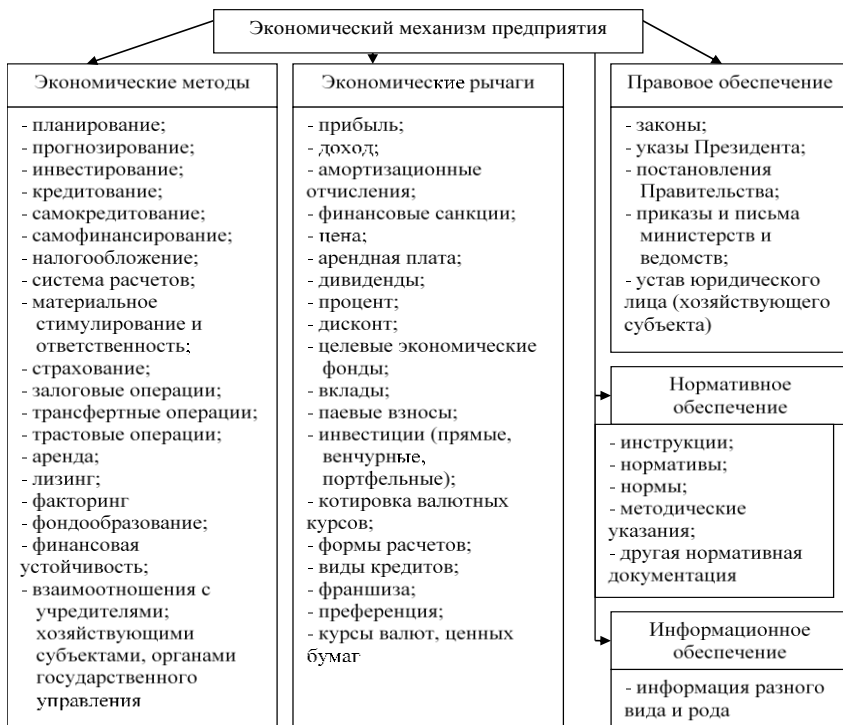 Экономический механизм предприятия
Экономические методы
- планирование;
- прогнозирование;
- инвестирование;
- кредитование;
- самокредитование;
- самофинансирование;
- налогообложение;
- система расчетов;
- материальное
стимулирование и
ответственность;
- страхование;
- залоговые операции;
- трансфертные операции;
- трастовые операции;
- аренда;
- лизинг;
- факторинг
- фондообразование;
- финансовая
устойчивость;
- взаимоотношения с
учредителями;
хозяйствующими
субъектами, органами
государственного
управления
Экономические рычаги
- прибыль;
- доход;
- амортизационные
отчисления;
- финансовые санкции;
- цена;
- арендная плата;
- дивиденды;
- процент;
- дисконт;
- целевые экономические
фонды;
- вклады;
- паевые взносы;
- инвестиции (прямые,
венчурные,
портфельные);
- котировка валютных
курсов;
- формы расчетов;
- виды кредитов;
- франшиза;
- преференция;
- курсы валют, ценных
бумаг
Правовое обеспечение
- законы;
- указы Президента;
- постановления
Правительства;
- приказы и письма
министерств и
ведомств;
- устав юридического
лица (хозяйствующего
субъекта)
Нормативное
обеспечение
- инструкции;
- нормативы;
- нормы;
- методические
указания;
- другая нормативная
документация
Информационное
обеспечение
- информация разного
вида и рода